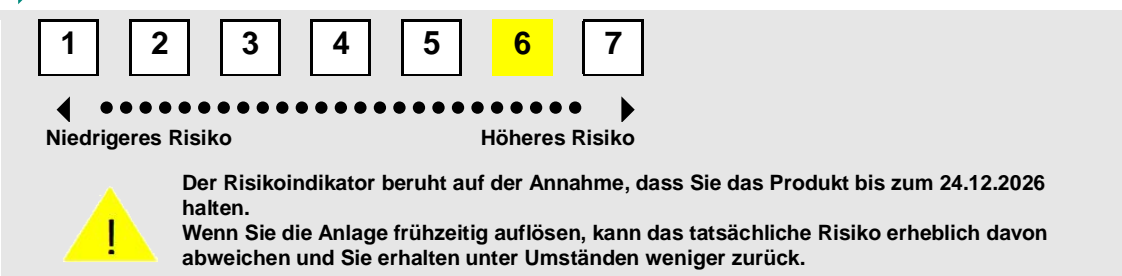 1 2 3 4 5 6 7
Niedrigeres Risiko Höheres Risiko
Der Risikoindikator beruht auf der Annahme, dass Sie das Produkt bis zum 24.12.2026
halten.
Wenn Sie die Anlage frühzeitig auflösen, kann das tatsächliche Risiko erheblich davon
abweichen und Sie erhalten unter Umständen weniger zurück.
!